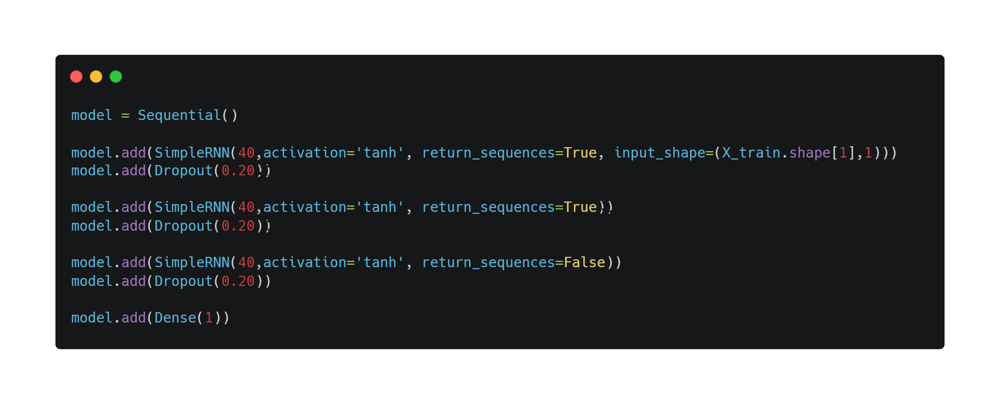 model = Sequential()
model.add(SimpleRNN(40,activation='tanh', return_sequences=True, input_shape=(X_train.shape[1],1)))
model.add(Dropout(0.20))
model.add(SimpleRNN(40,activation='tanh', return_sequences=True))
model.add(Dropout(0.20))
model.add(SimpleRNN(40,activation='tanh', return_sequences=False))
model.add(Dropout(0.20))
model.add(Dense(1))